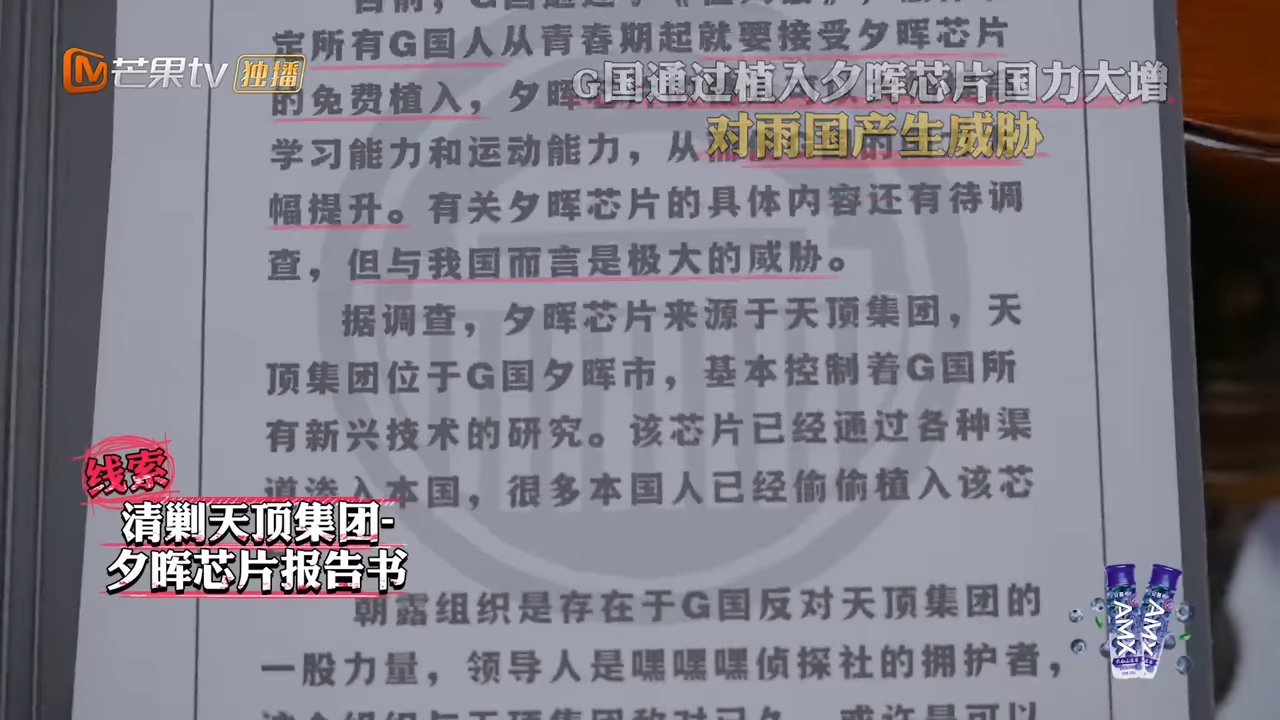 定所有G国人从青春期起就要接受夕晖芯片
芒果tv 独播
G国通过植入夕晖芯片国力大增
的免费植入，夕晖
对雨国产生威胁
学习能力和运动能力，从
幅提升。有关夕晖芯片的具体内容还有待调
查，但与我国而言是极大的威胁。
据调查，夕晖芯片来源于天顶集团，天
顶集团位于G国夕晖市，基本控制着G国所
有新兴技术的研究。该芯片已经通过各种渠
道渗入本国，很多本国人已经偷偷植入该芯
线索
清剿天顶集团-
夕晖芯片报告书
朝露组织是存在于G国反对天顶集团的
一股力量，领导人是嘿嘿嘿侦探社的拥护者，
AMX
AMX